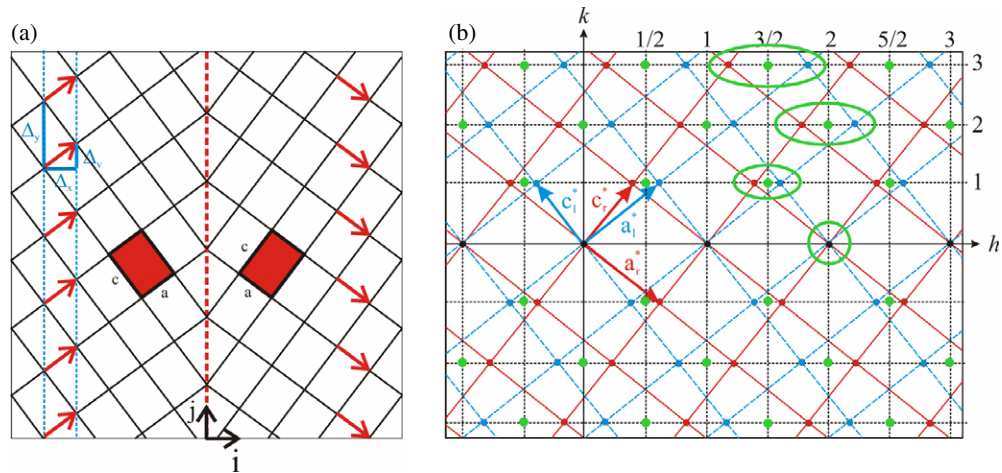 (a)
Δy
Δv
Δx
c
a
c
a
j
i
(b)
k
1/2
1
3/2
2
5/2
3
3
2
1
h
c*l
c*r
a*l
a*r